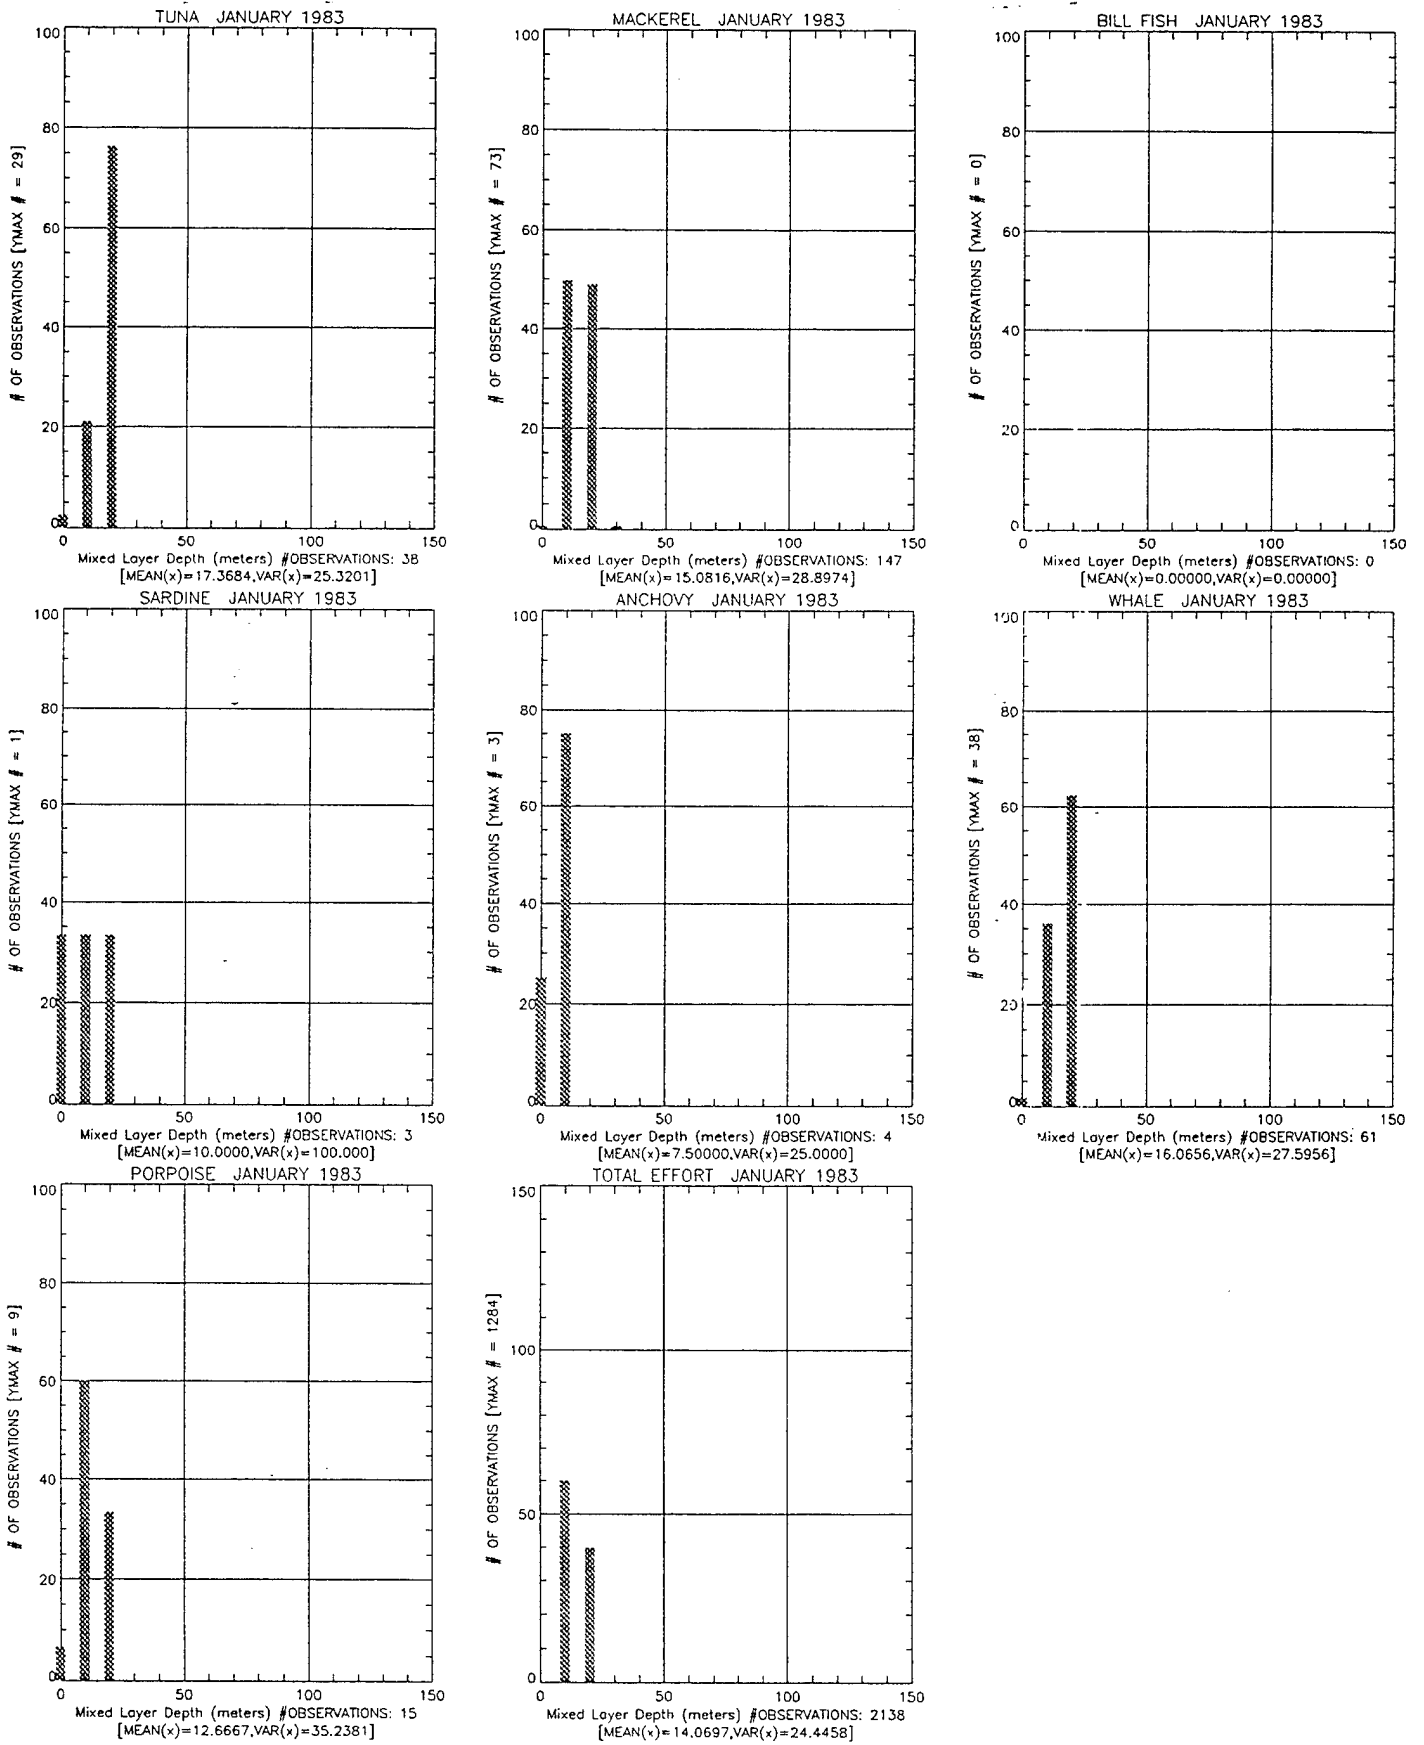 TUNA JANUARY 1983
100
80
60
40
20
0
# OF OBSERVATIONS [YMAX # = 29]
0 50 100 150
Mixed Layer Depth (meters) #OBSERVATIONS: 38
[MEAN(x)=17.3684,VAR(x)=25.3201]
MACKEREL JANUARY 1983
100
80
60
40
20
0
# OF OBSERVATIONS [YMAX # = 73]
0 50 100 150
Mixed Layer Depth (meters) #OBSERVATIONS: 147
[MEAN(x)=15.0816,VAR(x)=28.8974]
BILL FISH JANUARY 1983
100
80
60
40
20
0
# OF OBSERVATIONS [YMAX # = 0]
0 50 100 150
Mixed Layer Depth (meters) #OBSERVATIONS: 0
[MEAN(x)=0.00000,VAR(x)=0.00000]
SARDINE JANUARY 1983
100
80
60
40
20
0
# OF OBSERVATIONS [YMAX # = 1]
0 50 100 150
Mixed Layer Depth (meters) #OBSERVATIONS: 3
[MEAN(x)=10.0000,VAR(x)=100.000]
ANCHOVY JANUARY 1983
100
80
60
40
20
0
# OF OBSERVATIONS [YMAX # = 3]
0 50 100 150
Mixed Layer Depth (meters) #OBSERVATIONS: 4
[MEAN(x)=7.50000,VAR(x)=25.0000]
WHALE JANUARY 1983
100
80
60
40
20
0
# OF OBSERVATIONS [YMAX # = 38]
0 50 100 150
Mixed Layer Depth (meters) #OBSERVATIONS: 61
[MEAN(x)=16.0656,VAR(x)=27.5956]
PORPOISE JANUARY 1983
100
80
60
40
20
0
# OF OBSERVATIONS [YMAX # = 9]
0 50 100 150
Mixed Layer Depth (meters) #OBSERVATIONS: 15
[MEAN(x)=12.6667,VAR(x)=35.2381]
TOTAL EFFORT JANUARY 1983
150
100
50
0
# OF OBSERVATIONS [YMAX # = 1284]
0 50 100 150
Mixed Layer Depth (meters) #OBSERVATIONS: 2138
[MEAN(x)=14.0697,VAR(x)=24.4458]